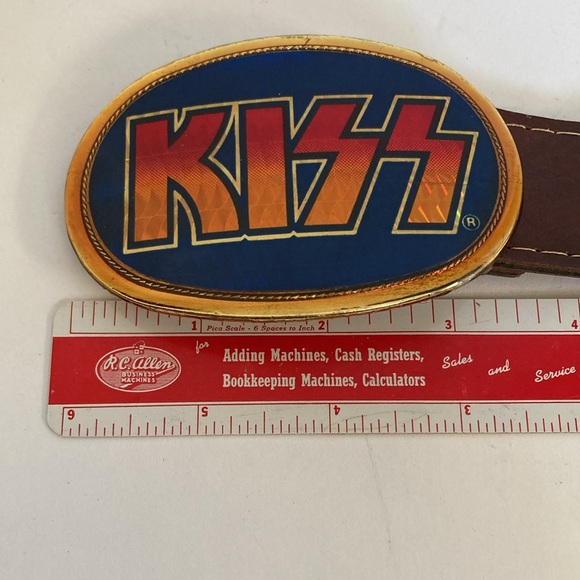 KISS
®
1 Pica Scale - 6 Spaces to Inch 2 3 4
R.C. Allen
BUSINESS
MACHINES
for
Adding Machines, Cash Registers,
Bookkeeping Machines, Calculators
Sales and Service
6 5 4 3